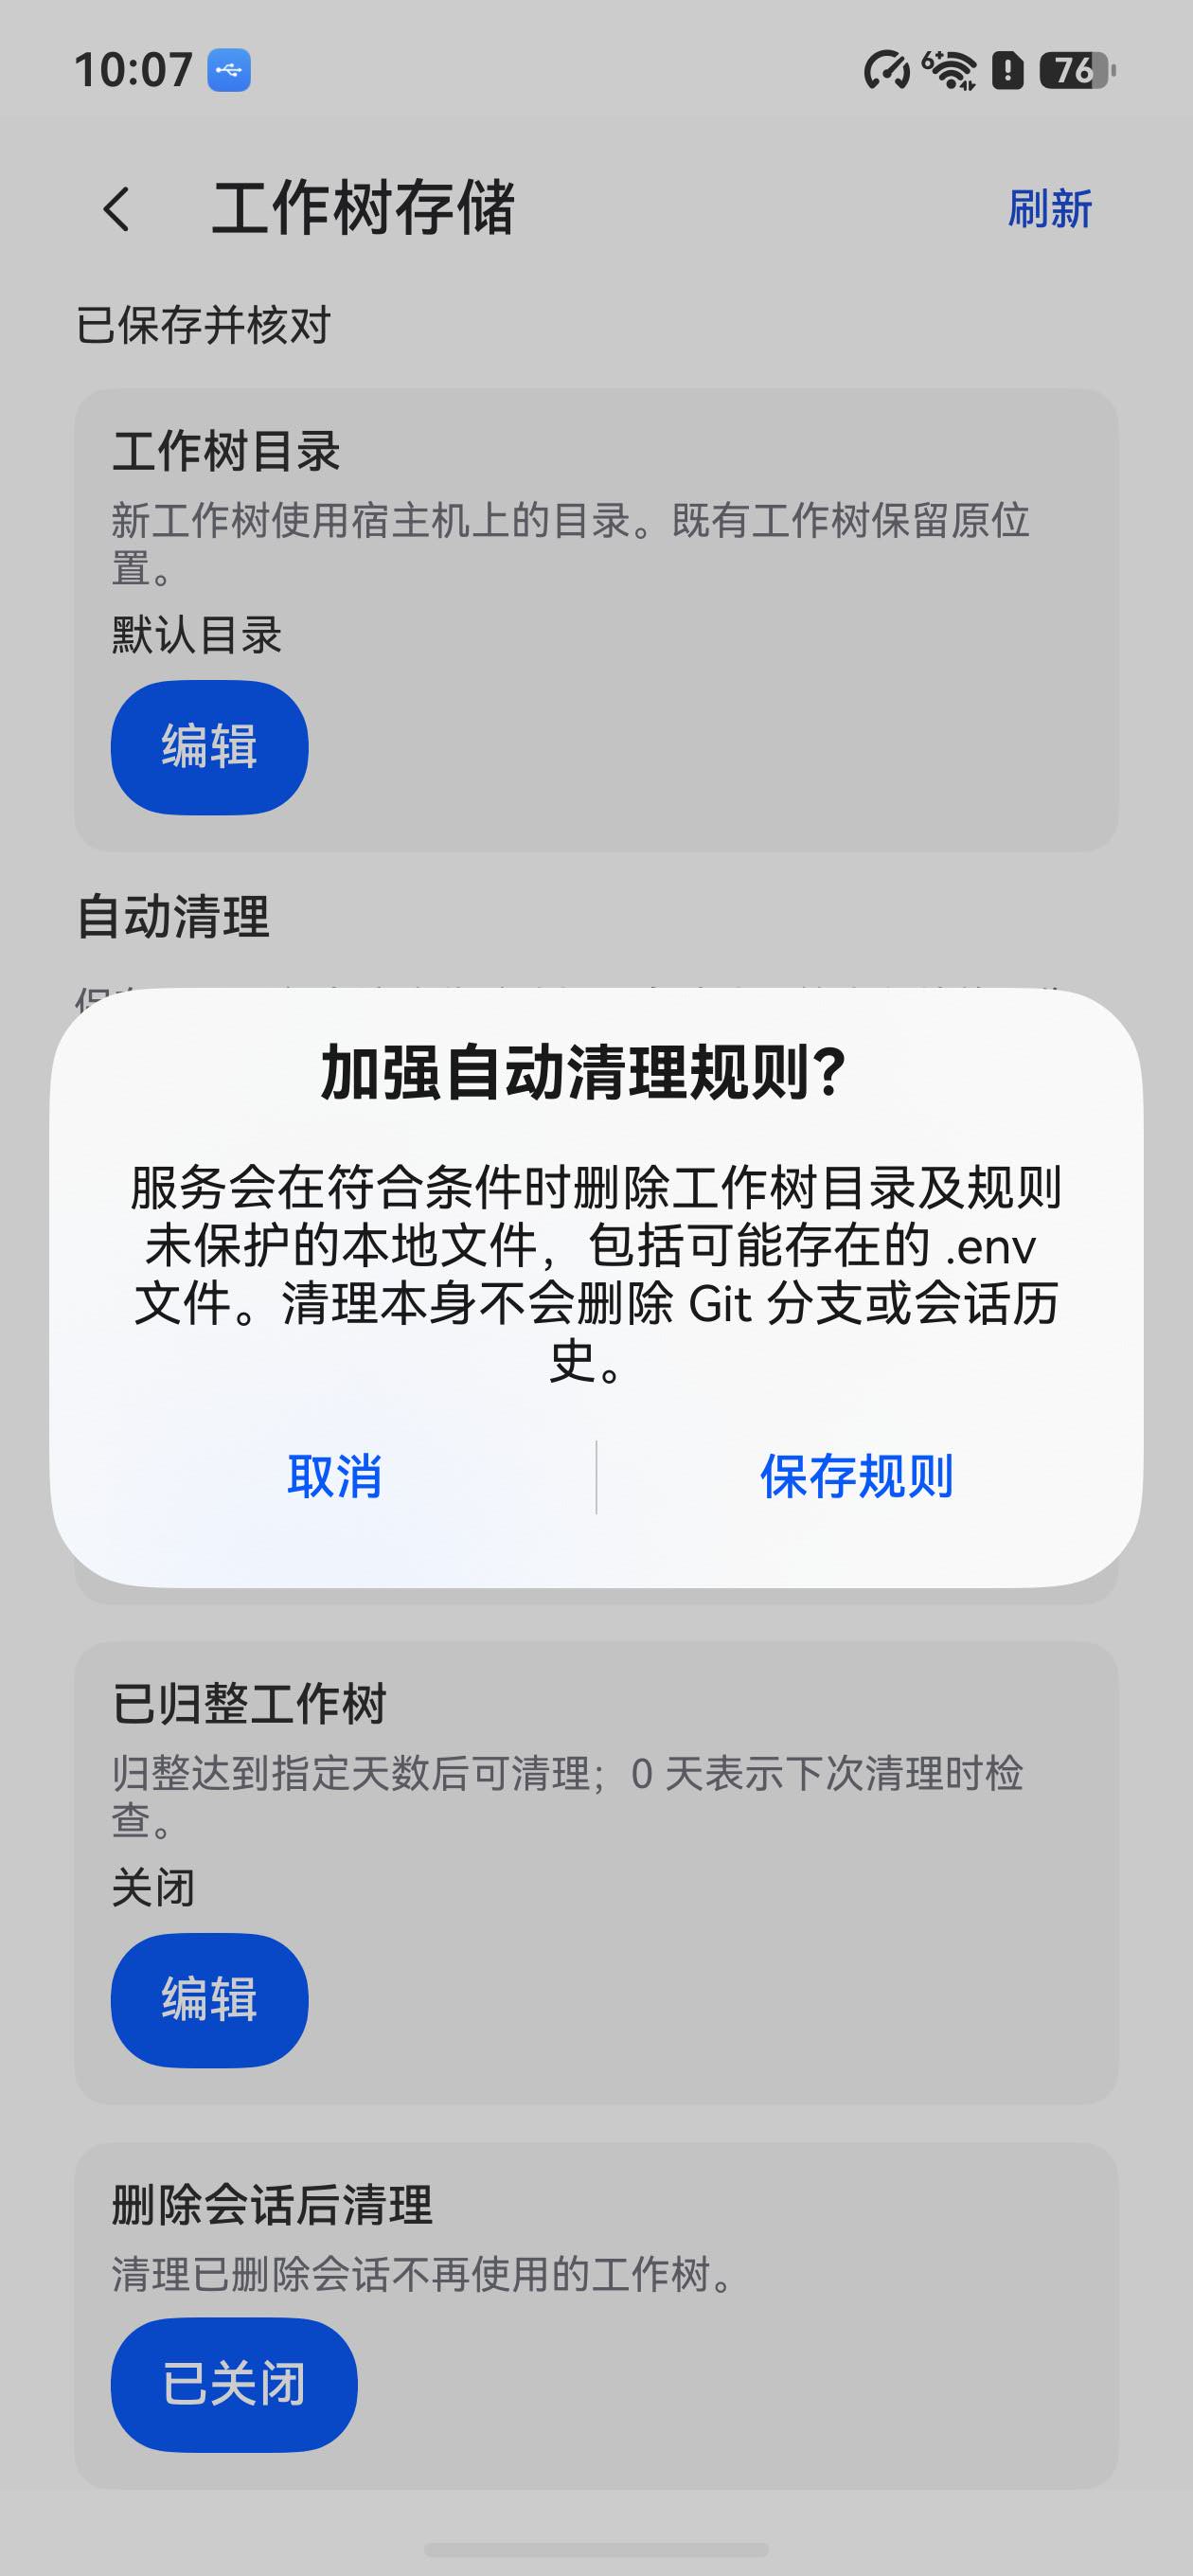 10:07
6+
76
工作树存储
刷新
已保存并核对
工作树目录
新工作树使用宿主机上的目录。既有工作树保留原位
置。
默认目录
编辑
自动清理
加强自动清理规则?
服务会在符合条件时删除工作树目录及规则
未保护的本地文件，包括可能存在的 .env
文件。清理本身不会删除 Git 分支或会话历
史。
取消
保存规则
已归整工作树
归整达到指定天数后可清理；0 天表示下次清理时检
查。
关闭
编辑
删除会话后清理
清理已删除会话不再使用的工作树。
已关闭